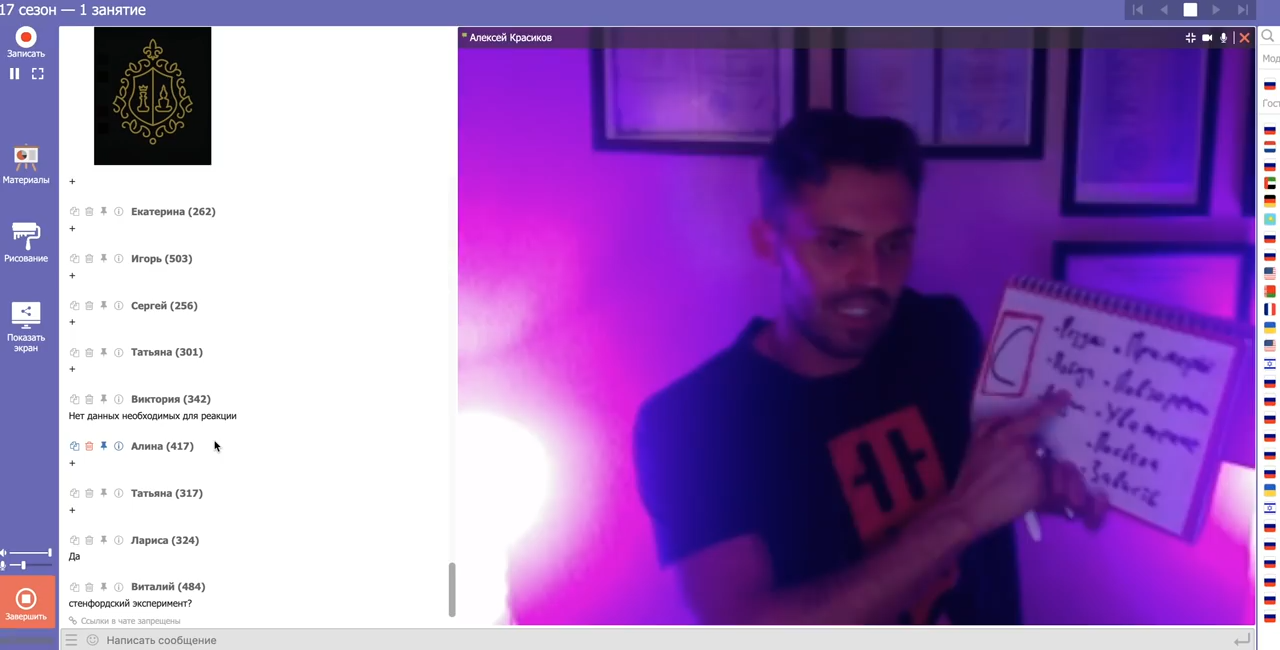 17 сезон — 1 занятие
Записать
Материалы
Рисование
Показать
экран
Завершить
+
Екатерина (262)
+
Игорь (503)
+
Сергей (256)
+
Татьяна (301)
+
Виктория (342)
Нет данных необходимых для реакции
Алина (417)
+
Татьяна (317)
+
Лариса (324)
Да
Виталий (484)
стенфордский эксперимент?
Ссылки в чате запрещены
Написать сообщение
Алексей Красиков
С
Мод
Гост